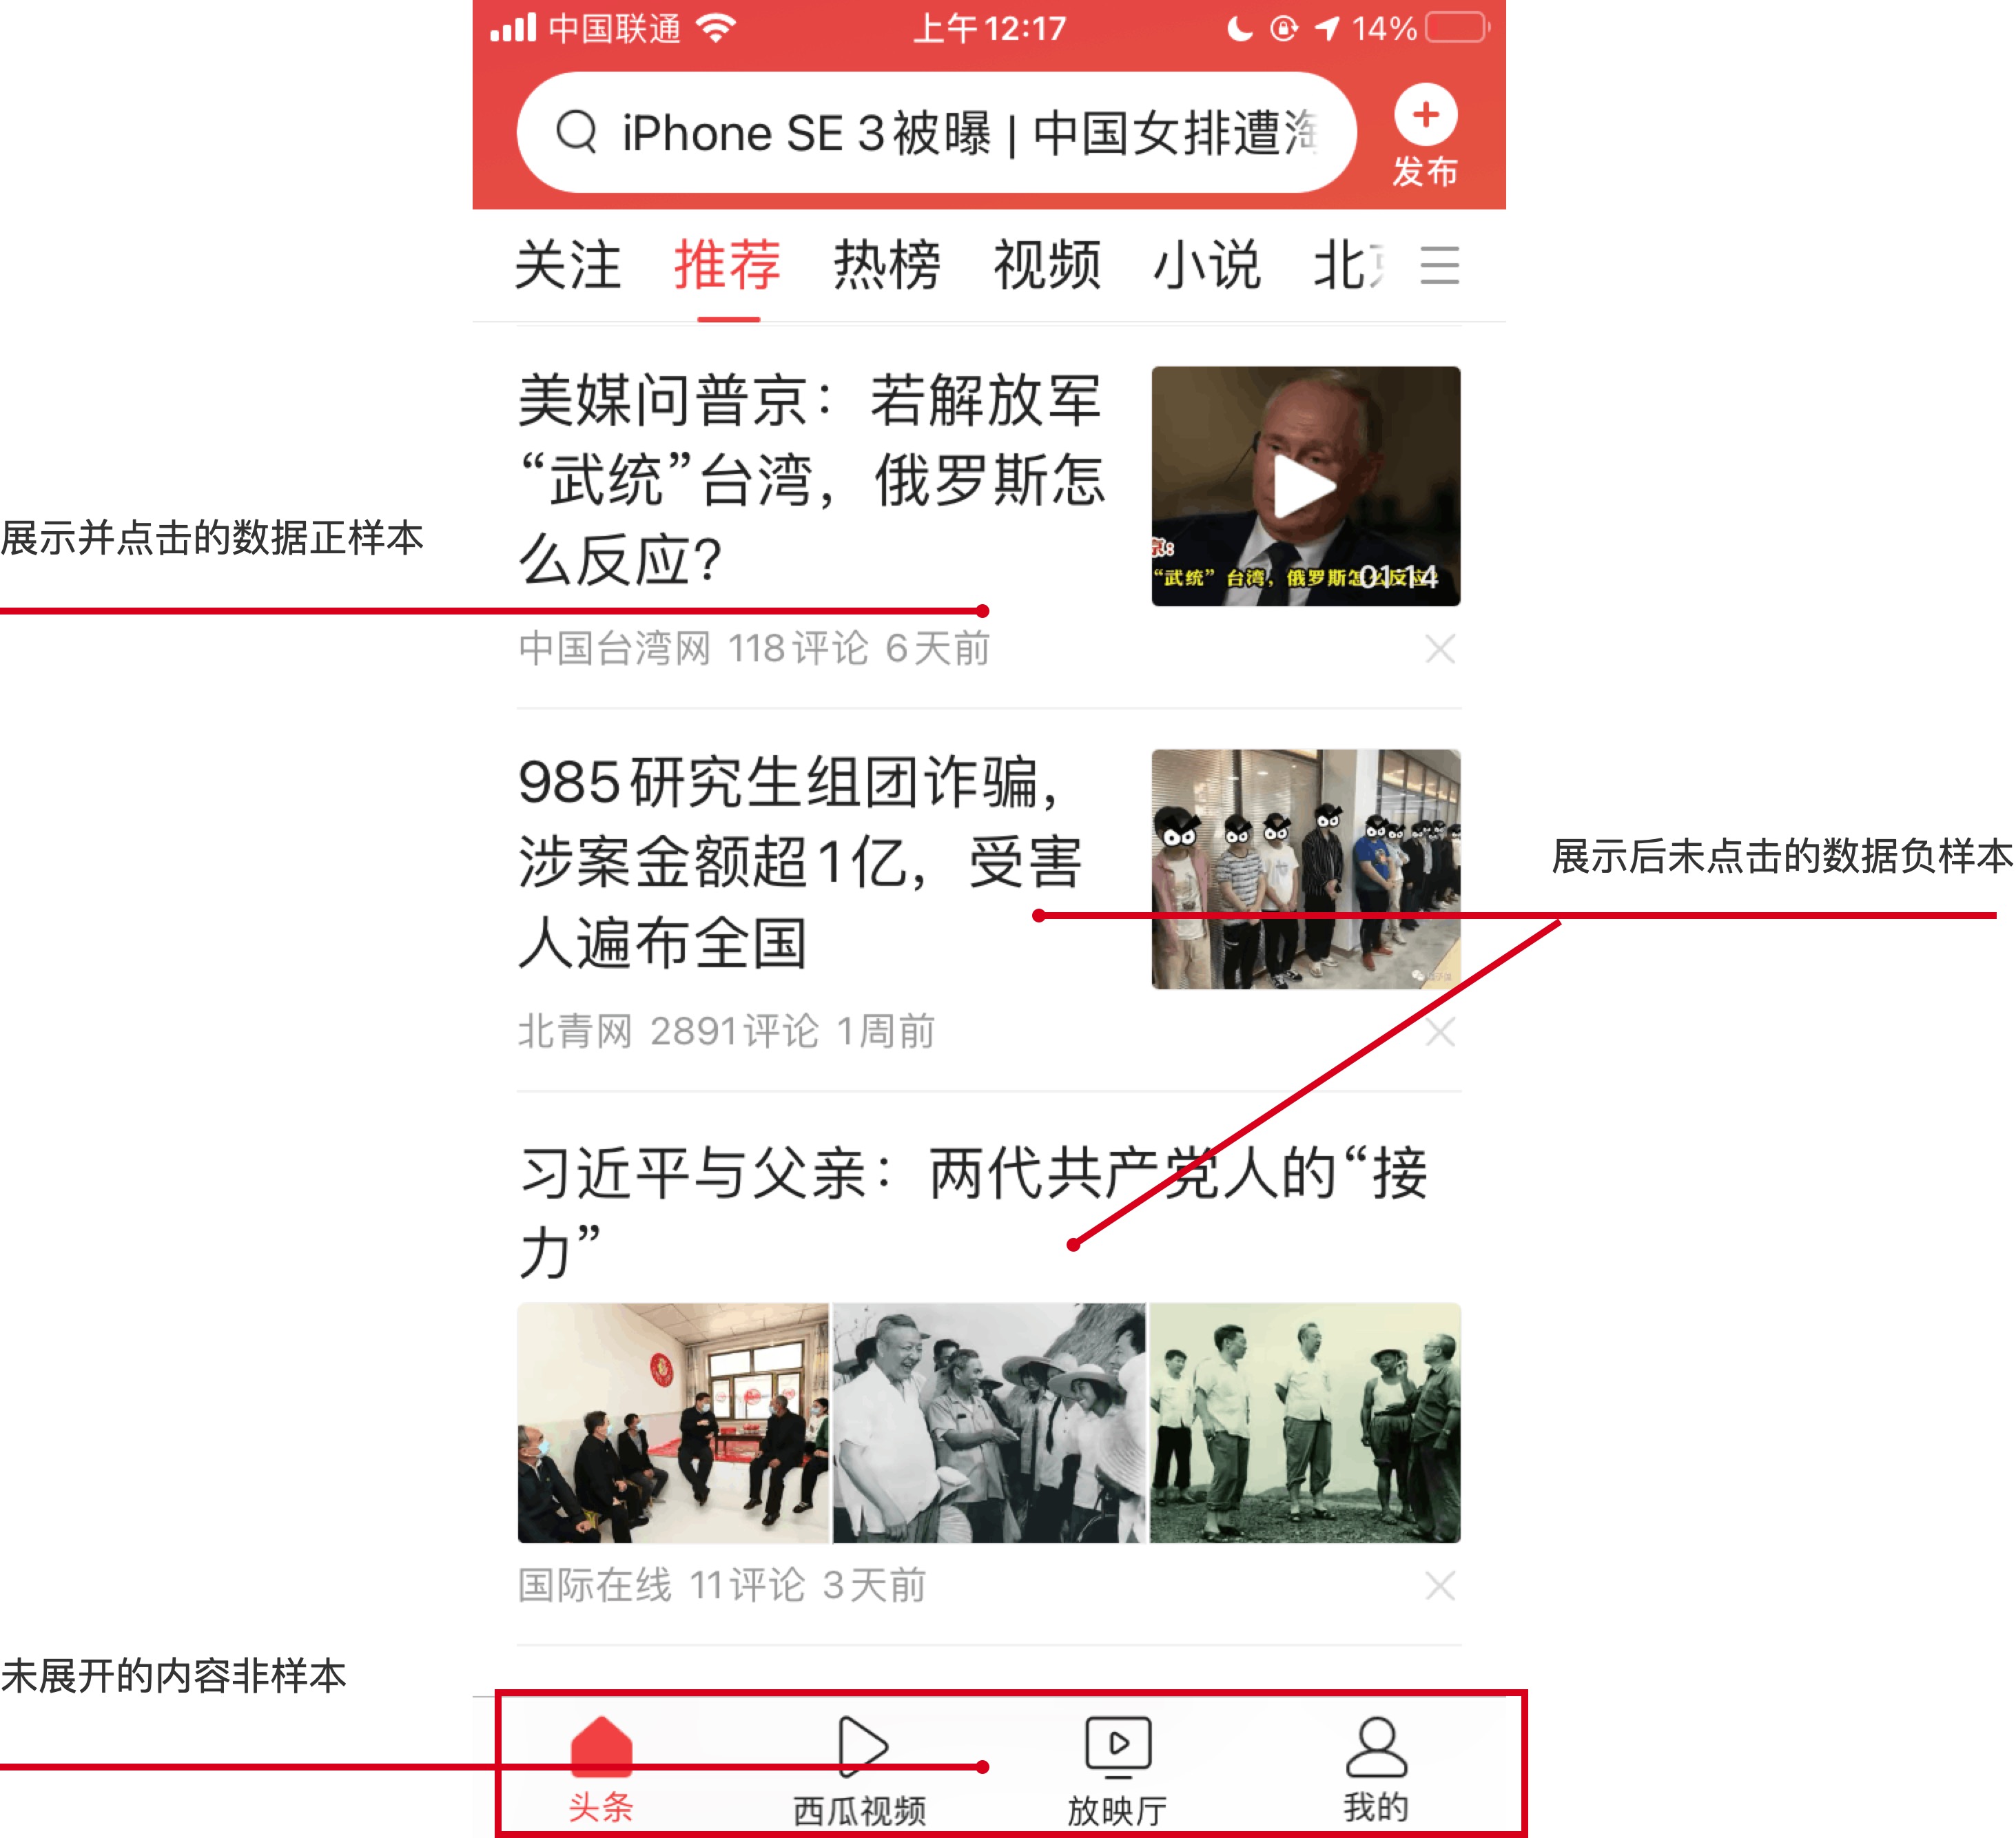 中国联通 上午12:17 14%
iPhone SE 3被曝 | 中国女排遭
发布
关注 推荐 热榜 视频 小说 北
美媒问普京：若解放军
“武统”台湾，俄罗斯怎
么反应？
“武统”台湾，俄罗斯怎么反应
01:14
展示并点击的数据正样本
中国台湾网 118评论 6天前
985研究生组团诈骗，
涉案金额超1亿，受害
人遍布全国
展示后未点击的数据负样本
北青网 2891评论 1周前
习近平与父亲：两代共产党人的“接
力”
国际在线 11评论 3天前
未展开的内容非样本
头条 西瓜视频 放映厅 我的